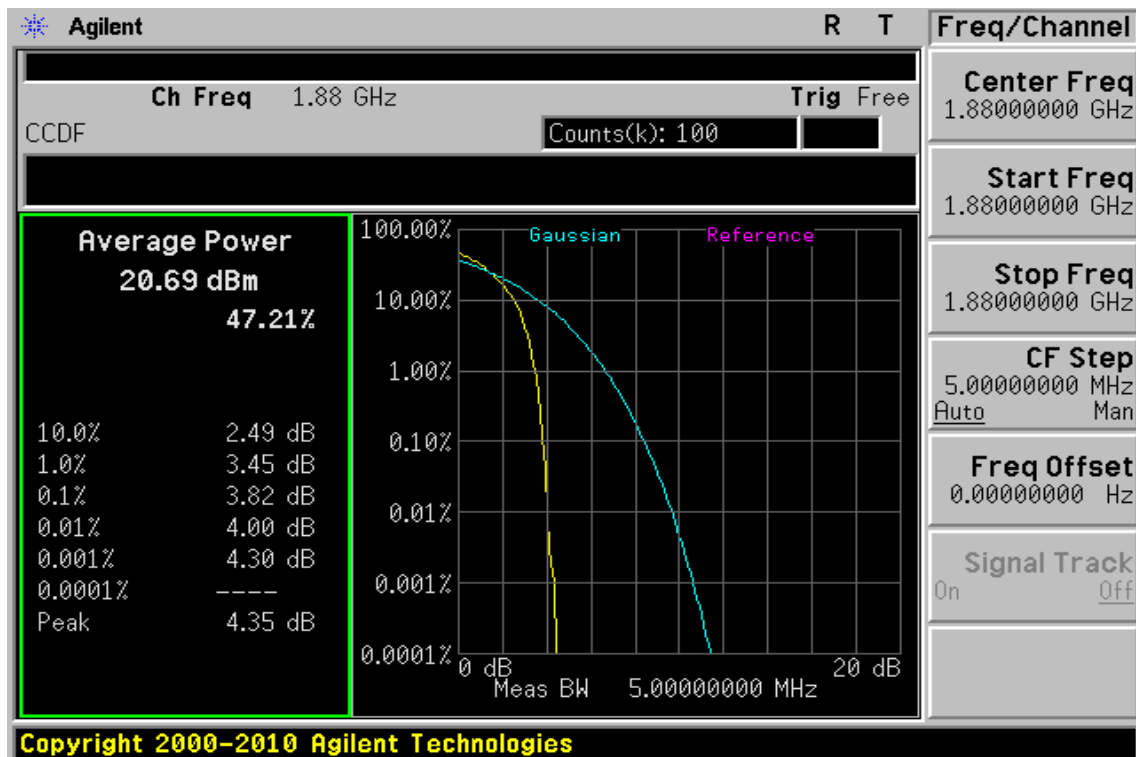 Agilent R T
Freq/Channel
Ch Freq 1.88 GHz Trig Free
CCDF Counts(k): 100
Average Power
20.69 dBm
47.21%
10.0% 2.49 dB
1.0% 3.45 dB
0.1% 3.82 dB
0.01% 4.00 dB
0.001% 4.30 dB
0.0001% ----
Peak 4.35 dB
Gaussian Reference
100.00%
10.00%
1.00%
0.10%
0.01%
0.001%
0.0001%
0 dB 20 dB
Meas BW 5.00000000 MHz
Center Freq
1.88000000 GHz
Start Freq
1.88000000 GHz
Stop Freq
1.88000000 GHz
CF Step
5.00000000 MHz
Auto Man
Freq Offset
0.00000000 Hz
Signal Track
On Off
Copyright 2000-2010 Agilent Technologies